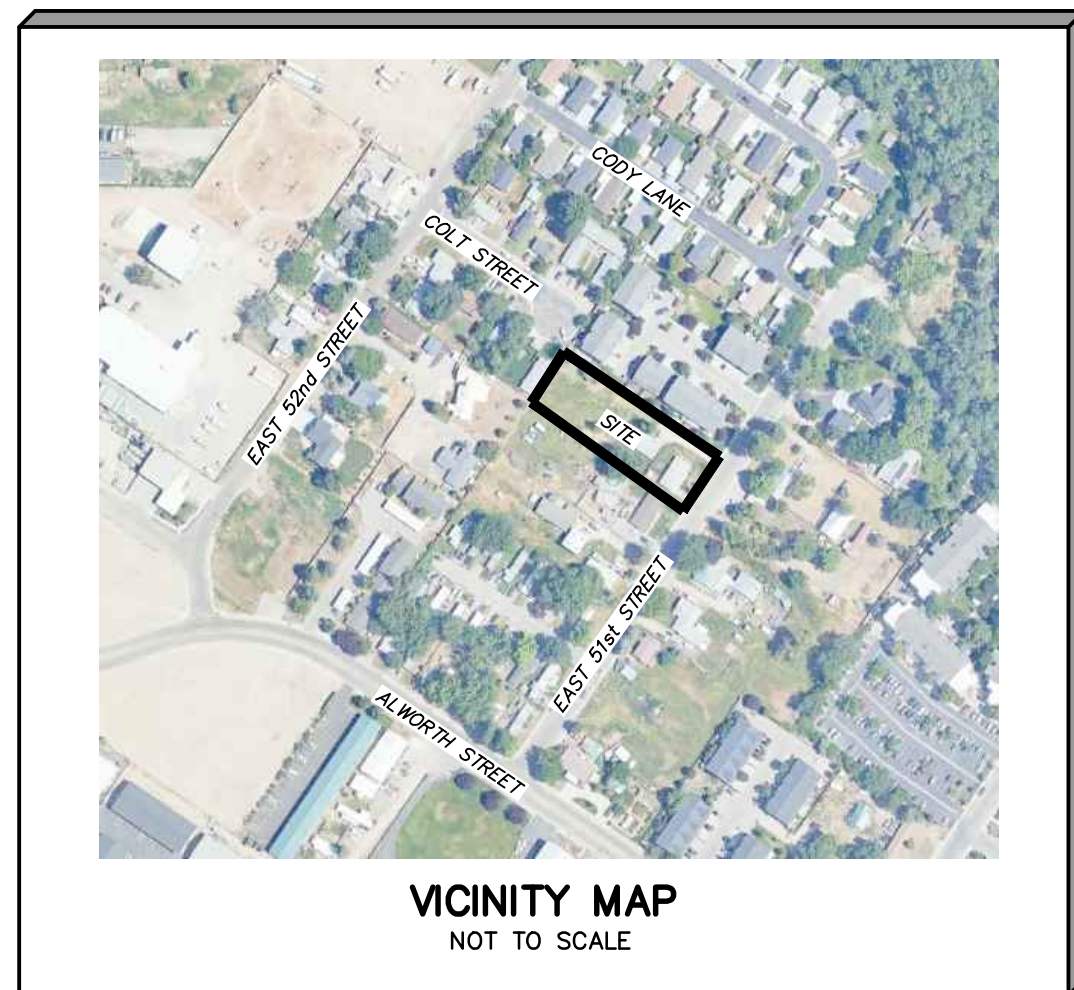 CODY LANE
COLT STREET
EAST 52nd STREET
SITE
EAST 51st STREET
ALWORTH STREET
VICINITY MAP
NOT TO SCALE